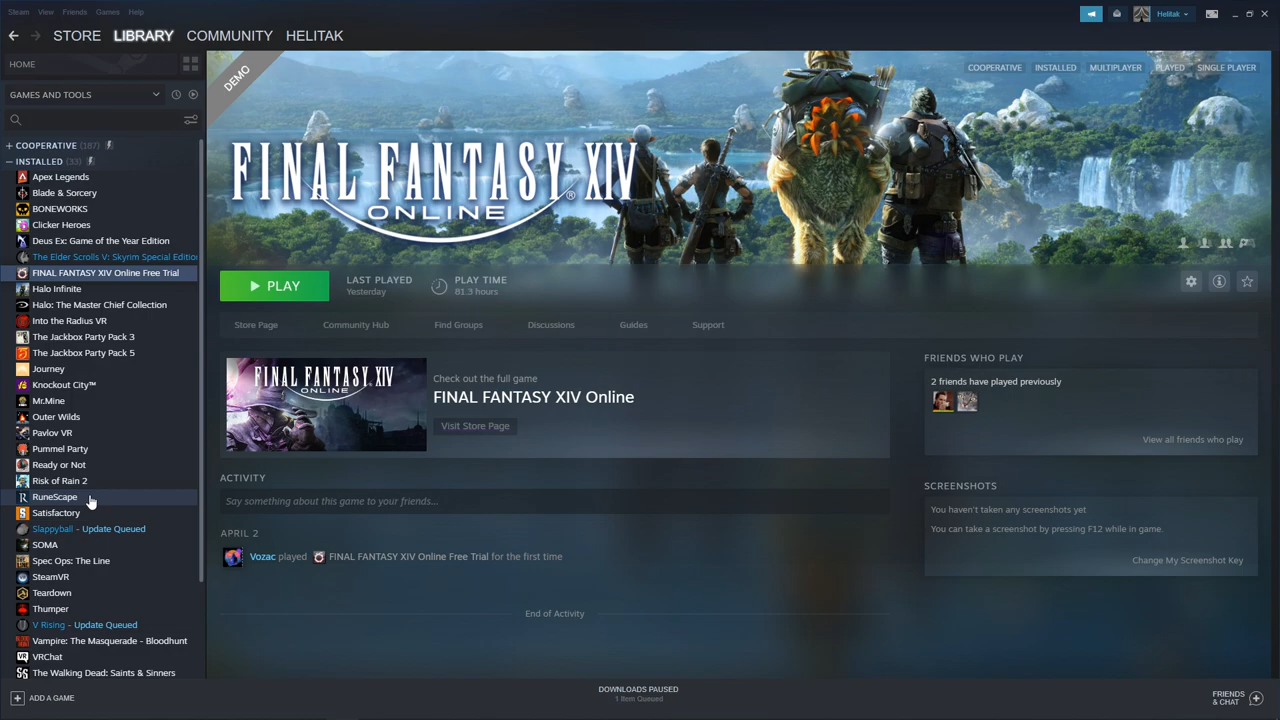 Steam View Friends Games Help
Helitak
STORE LIBRARY COMMUNITY HELITAK
HOME
GAMES AND TOOLS
COOPERATIVE (187)
INSTALLED (33)
Apex Legends
Blade & Sorcery
BONEWORKS
Clicker Heroes
Deus Ex: Game of the Year Edition
The Elder Scrolls V: Skyrim Special Editio
FINAL FANTASY XIV Online Free Trial
Halo Infinite
Halo: The Master Chief Collection
Into the Radius VR
The Jackbox Party Pack 3
The Jackbox Party Pack 5
Journey
Knockout City™
Mr.Mine
Outer Wilds
Pavlov VR
Pummel Party
Ready or Not
Risk of Rain 2
RuneScape
Satisfactory
Slappyball - Update Queued
SOMA
Spec Ops: The Line
SteamVR
Teardown
Thumper
V Rising - Update Queued
Vampire: The Masquerade - Bloodhunt
VRChat
The Walking Dead: Saints & Sinners
ADD A GAME
DEMO
COOPERATIVE INSTALLED MULTIPLAYER PLAYED SINGLE PLAYER
FINAL FANTASY® XIV
ONLINE
PLAY
LAST PLAYED
Yesterday
PLAY TIME
81.3 hours
Store Page Community Hub Find Groups Discussions Guides Support
FINAL FANTASY XIV
ONLINE
Check out the full game
FINAL FANTASY XIV Online
Visit Store Page
ACTIVITY
Say something about this game to your friends...
APRIL 2
Vozac played FINAL FANTASY XIV Online Free Trial for the first time
End of Activity
FRIENDS WHO PLAY
2 friends have played previously
View all friends who play
SCREENSHOTS
You haven't taken any screenshots yet
You can take a screenshot by pressing F12 while in game.
Change My Screenshot Key
DOWNLOADS PAUSED
1 Item Queued
FRIENDS
& CHAT